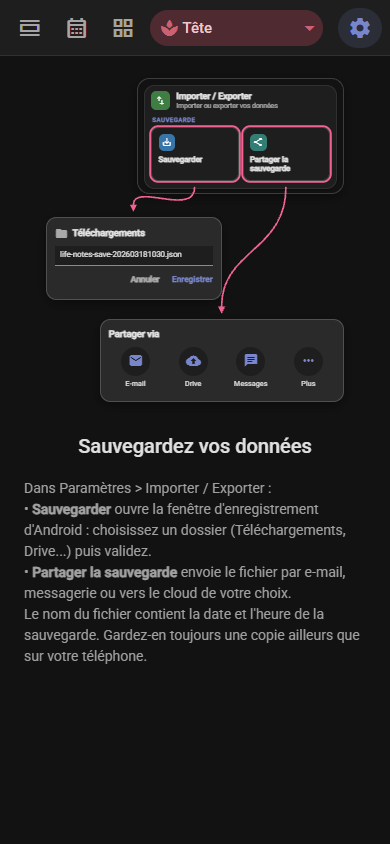 Tête
Importer / Exporter
Importer ou exporter vos données
SAUVEGARDE
Sauvegarder
Partager la
sauvegarde
Téléchargements
life-notes-save-202603181030.json
Annuler
Enregistrer
Partager via
E-mail
Drive
Messages
Plus
Sauvegardez vos données
Dans Paramètres > Importer / Exporter :
• Sauvegarder ouvre la fenêtre d'enregistrement
d'Android : choisissez un dossier (Téléchargements,
Drive...) puis validez.
• Partager la sauvegarde envoie le fichier par e-mail,
messagerie ou vers le cloud de votre choix.
Le nom du fichier contient la date et l'heure de la
sauvegarde. Gardez-en toujours une copie ailleurs que
sur votre téléphone.